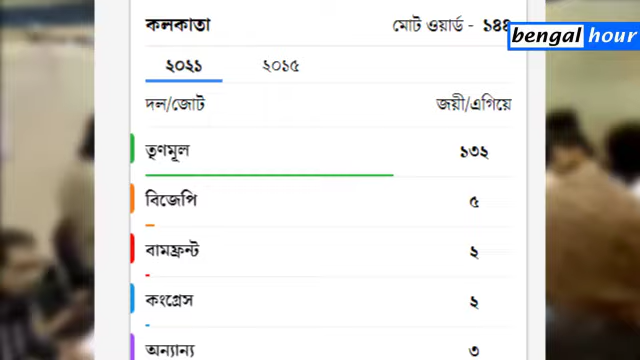 কলকাতা
মোট ওয়ার্ড - ১৪৪
bengal hour
২০২১
২০১৫
দল/জোট
জয়ী/এগিয়ে
তৃণমূল
১৩২
বিজেপি
৫
বামফ্রন্ট
২
কংগ্রেস
২
অন্যান্য
৩